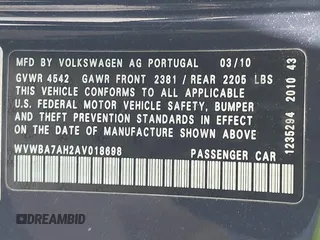 MFD BY VOLKSWAGEN AG PORTUGAL 03/10
GVWR 4542 GAWR FRONT 2381 / REAR 2205 LBS
THIS VEHICLE CONFORMS TO ALL APPLICABLE
U.S. FEDERAL MOTOR VEHICLE SAFETY, BUMPER
AND THEFT PREVENTION STANDARDS IN EFFECT
ON THE DATE OF MANUFACTURE SHOWN ABOVE.
WVWBA7AH2AV018698 PASSENGER CAR
1235294 2010 43
DREAMBID